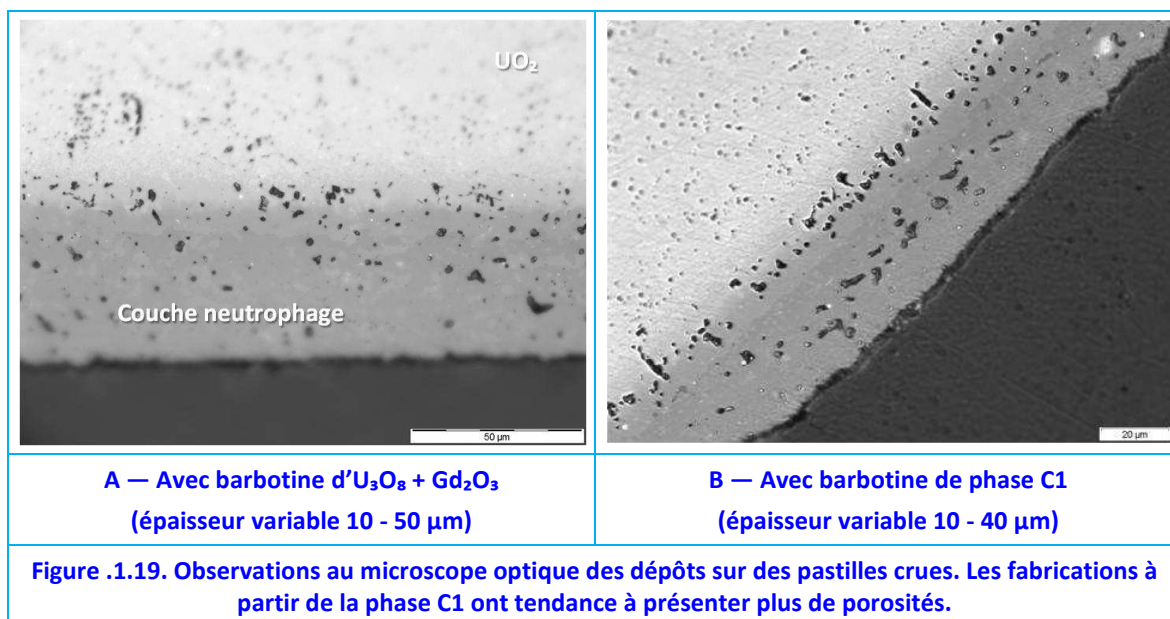 UO₂
Couche neutrophage
50 µm
20 µm
A — Avec barbotine d’U₃O₈ + Gd₂O₃
(épaisseur variable 10 - 50 µm)
B — Avec barbotine de phase C1
(épaisseur variable 10 - 40 µm)
Figure .1.19. Observations au microscope optique des dépôts sur des pastilles crues. Les fabrications à
partir de la phase C1 ont tendance à présenter plus de porosités.